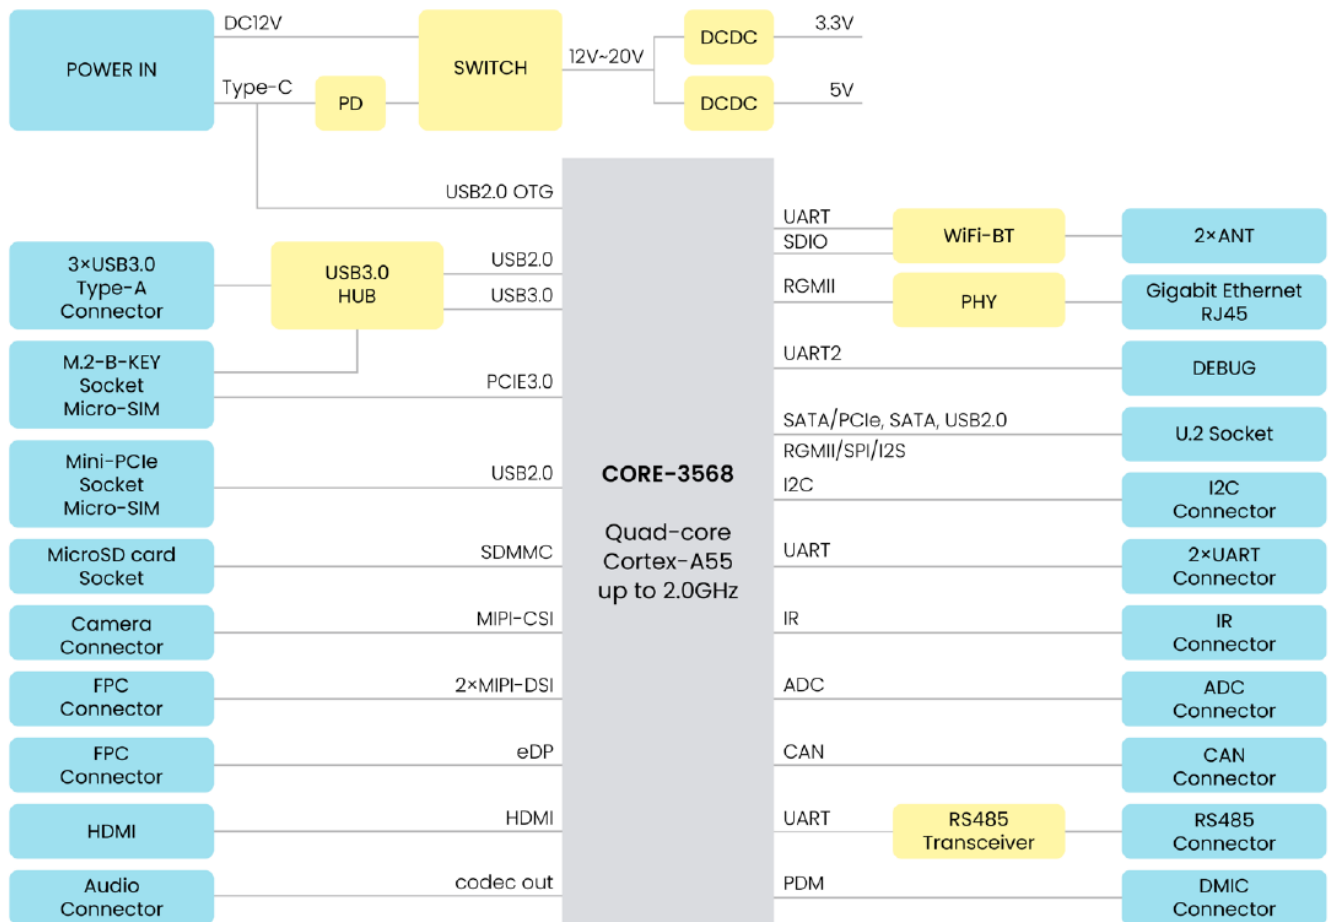 POWER IN
DC12V
Type-C
PD
SWITCH
12V~20V
DCDC
3.3V
DCDC
5V
USB2.0 OTG
3×USB3.0
Type-A
Connector
USB3.0
HUB
USB2.0
USB3.0
M.2-B-KEY
Socket
Micro-SIM
PCIE3.0
Mini-PCIe
Socket
Micro-SIM
USB2.0
MicroSD card
Socket
SDMMC
Camera
Connector
MIPI-CSI
FPC
Connector
2×MIPI-DSI
FPC
Connector
eDP
HDMI
HDMI
Audio
Connector
codec out
CORE-3568
Quad-core
Cortex-A55
up to 2.0GHz
UART
SDIO
WiFi-BT
2×ANT
RGMII
PHY
Gigabit Ethernet
RJ45
UART2
DEBUG
SATA/PCIe, SATA, USB2.0
RGMII/SPI/I2S
U.2 Socket
I2C
I2C
Connector
UART
2×UART
Connector
IR
IR
Connector
ADC
ADC
Connector
CAN
CAN
Connector
UART
RS485
Transceiver
RS485
Connector
PDM
DMIC
Connector